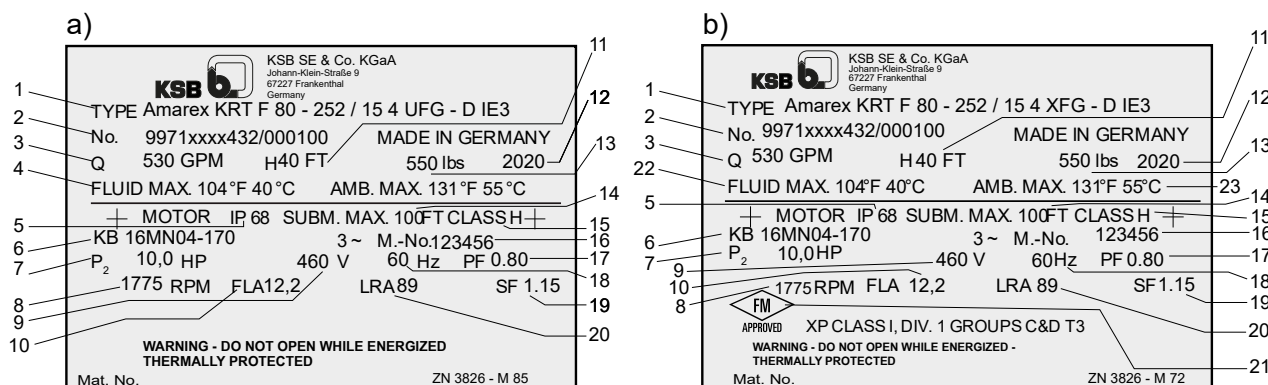 a)
KSB b.
KSB SE & Co. KGaA
Johann-Klein-Straße 9
67227 Frankenthal
Germany
1 TYPE Amarex KRT F 80 - 252 / 15 4 UFG - D IE3 11
2 No. 9971xxxx432/000100 MADE IN GERMANY 12
3 Q 530 GPM H 40 FT 550 lbs 2020 13
4 FLUID MAX. 104°F 40°C AMB. MAX. 131°F 55°C
5 MOTOR IP 68 SUBM. MAX. 100FT CLASS H 14
6 KB 16MN04-170 3~ M.-No.123456 15
7 P2 10,0 HP 460 V 60 Hz PF 0.80 16
17
8 1775 RPM FLA 12,2 LRA 89 SF 1.15 18
9 19
10 20
WARNING - DO NOT OPEN WHILE ENERGIZED
THERMALLY PROTECTED
Mat. No. ZN 3826 - M 85
b)
KSB b.
KSB SE & Co. KGaA
Johann-Klein-Straße 9
67227 Frankenthal
Germany
1 TYPE Amarex KRT F 80 - 252 / 15 4 XFG - D IE3 11
2 No. 9971xxxx432/000100 MADE IN GERMANY 12
3 Q 530 GPM H 40 FT 550 lbs 2020 13
22 FLUID MAX. 104°F 40°C AMB. MAX. 131°F 55°C 23
5 MOTOR IP 68 SUBM. MAX. 100FT CLASS H 14
15
6 KB 16MN04-170 3~ M.-No. 123456 16
7 P2 10,0 HP 460 V 60Hz PF 0.80 17
9
10 18
8 1775 RPM FLA 12,2 LRA 89 SF 1.15 19
FM
APPROVED XP CLASS I, DIV. 1 GROUPS C&D T3 20
WARNING - DO NOT OPEN WHILE ENERGIZED -
THERMALLY PROTECTED 21
Mat. No. ZN 3826 - M 72